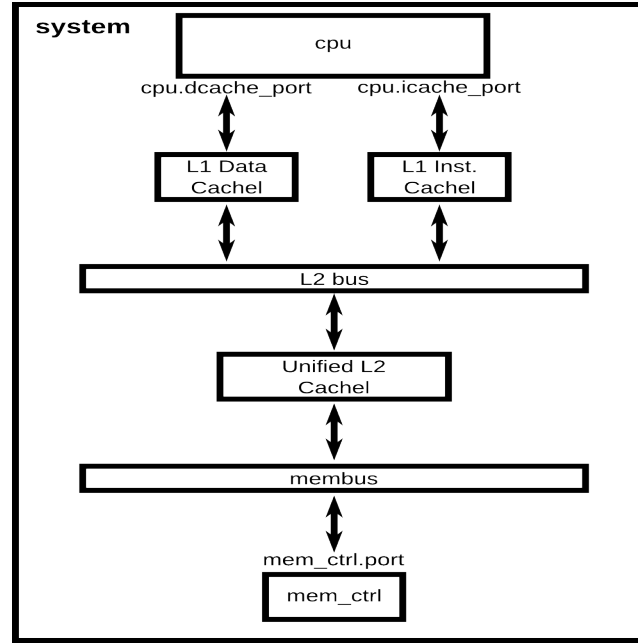 system
cpu
cpu.dcache_port
cpu.icache_port
L1 Data
Cachel
L1 Inst.
Cachel
L2 bus
Unified L2
Cachel
membus
mem_ctrl.port
mem_ctrl